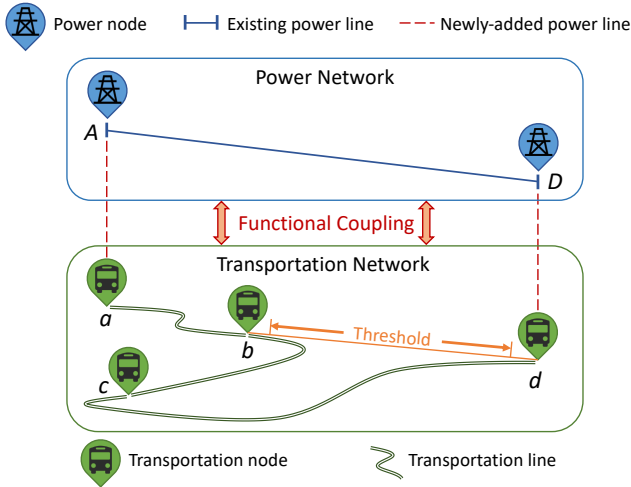 Power node
Existing power line
Newly-added power line
Power Network
A
D
Functional Coupling
Transportation Network
a
b
Threshold
c
d
Transportation node
Transportation line